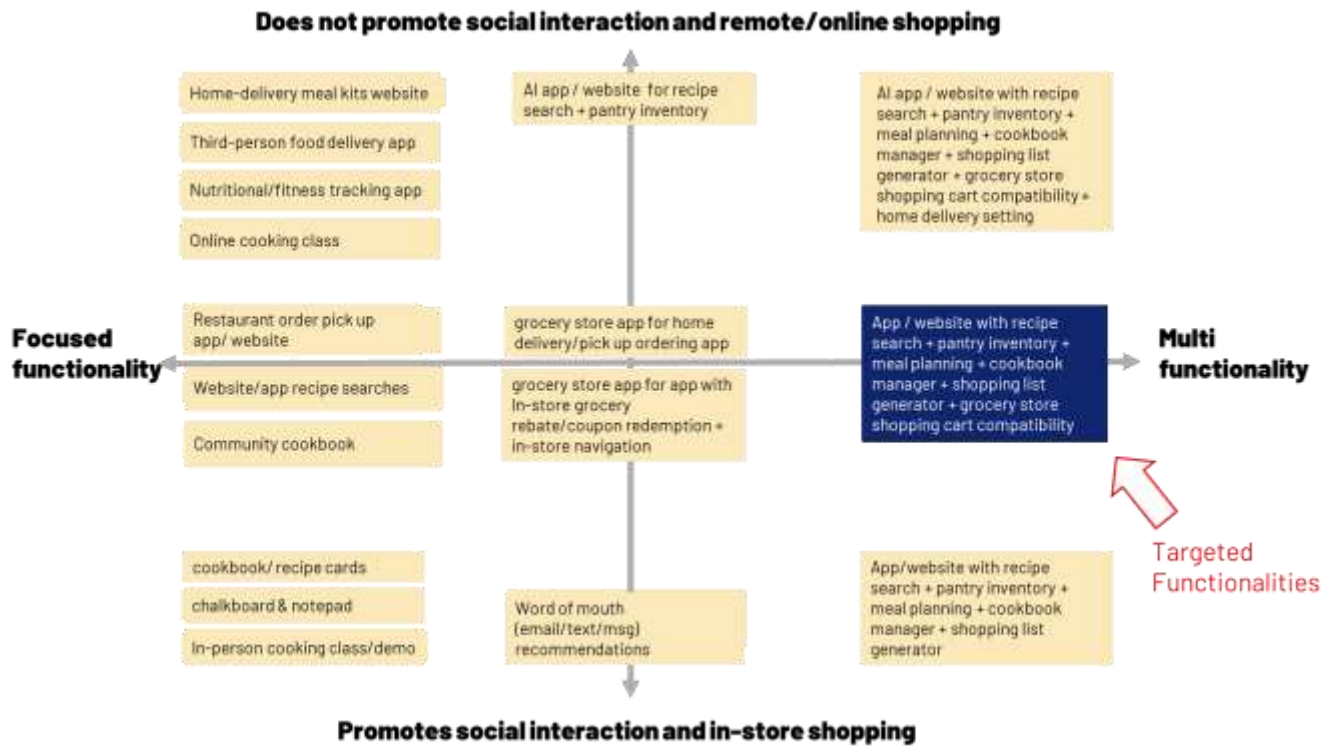 Does not promote social interaction and remote/online shopping
Home-delivery meal kits website
Third-person food delivery app
Nutritional/fitness tracking app
Online cooking class
AI app / website for recipe
search + pantry inventory
AI app / website with recipe
search + pantry inventory +
meal planning + cookbook
manager + shopping list
generator + grocery store
shopping cart compatibility +
home delivery setting
Focused
functionality
Restaurant order pick up
app/ website
Website/app recipe searches
Community cookbook
grocery store app for home
delivery/pick up ordering app
grocery store app for app with
In-store grocery
rebate/coupon redemption +
in-store navigation
App / website with recipe
search + pantry inventory +
meal planning + cookbook
manager + shopping list
generator + grocery store
shopping cart compatibility
Multi
functionality
Targeted
Functionalities
cookbook/ recipe cards
chalkboard & notepad
In-person cooking class/demo
Word of mouth
(email/text/msg)
recommendations
App/website with recipe
search + pantry inventory +
meal planning + cookbook
manager + shopping list
generator
Promotes social interaction and in-store shopping